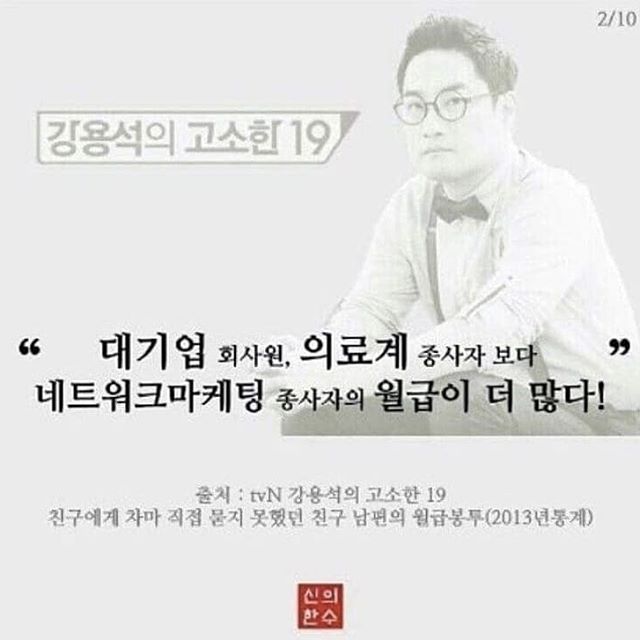 2/10
강용석의 고소한 19
“ 대기업 회사원, 의료계 종사자 보다 ”
네트워크마케팅 종사자의 월급이 더 많다!
출처 : tvN 강용석의 고소한 19
친구에게 차마 직접 묻지 못했던 친구 남편의 월급봉투(2013년통계)
신의
한수